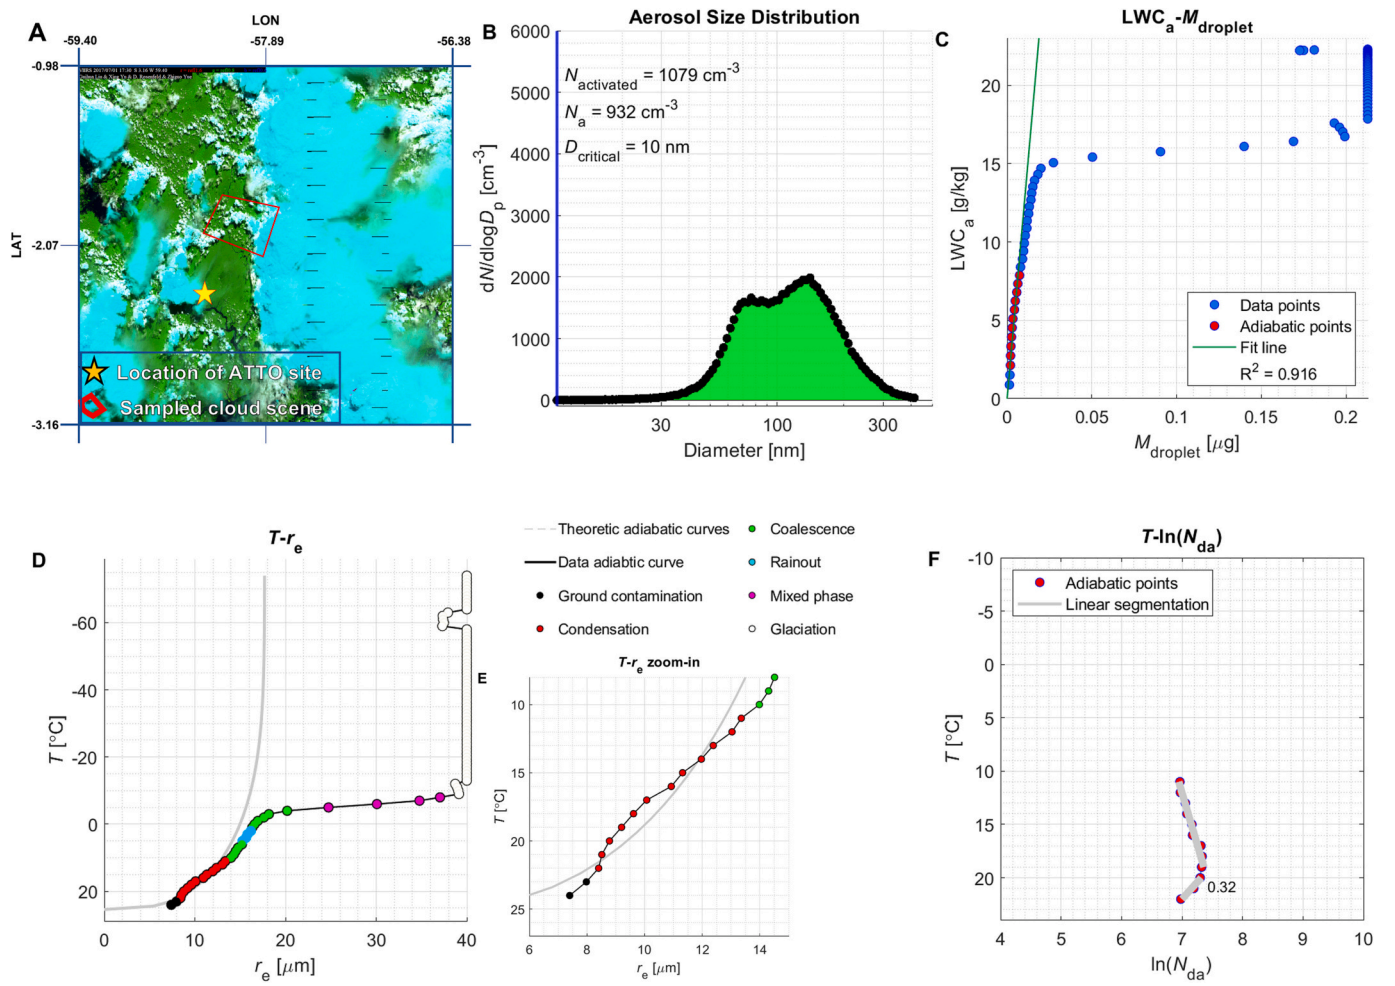 A
LON
-59.40
-57.89
-56.38
-0.98
LAT
-2.07
-3.16
Location of ATTO site
Sampled cloud scene
B
Aerosol Size Distribution
N_activated = 1079 cm^-3
N_a = 932 cm^-3
D_critical = 10 nm
dN/dlogD_p [cm^-3]
6000
5000
4000
3000
2000
1000
0
30
100
300
Diameter [nm]
C
LWC_a-M_droplet
LWC_a [g/kg]
20
15
10
5
0
0
0.05
0.1
0.15
0.2
M_droplet [μg]
Data points
Adiabatic points
Fit line
R^2 = 0.916
D
T-r_e
T [°C]
-60
-40
-20
0
20
0
10
20
30
40
r_e [μm]
Theoretic adiabatic curves
Data adiabtic curve
Ground contamination
Condensation
Coalescence
Rainout
Mixed phase
Glaciation
E
T-r_e zoom-in
T [°C]
10
15
20
25
6
8
10
12
14
r_e [μm]
F
T-ln(N_da)
T [°C]
-10
-5
0
5
10
15
20
Adiabatic points
Linear segmentation
0.32
4
5
6
7
8
9
10
ln(N_da)